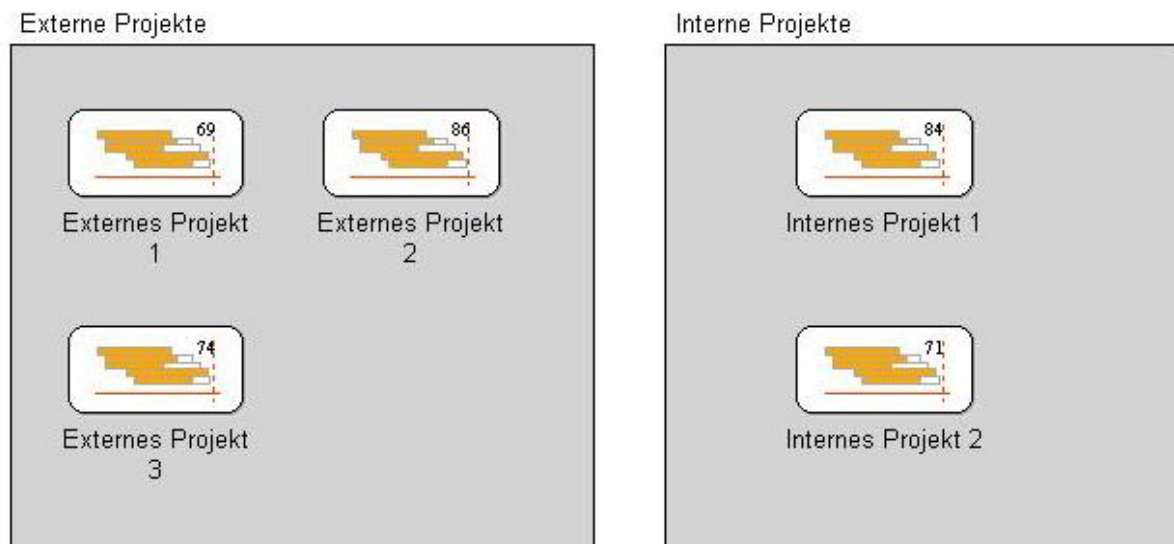 Externe Projekte
69
Externes Projekt
1
86
Externes Projekt
2
74
Externes Projekt
3
Interne Projekte
84
Internes Projekt 1
71
Internes Projekt 2